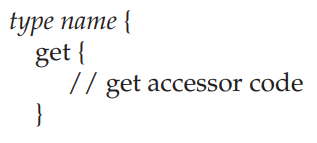 type name {
get {
// get accessor code
}